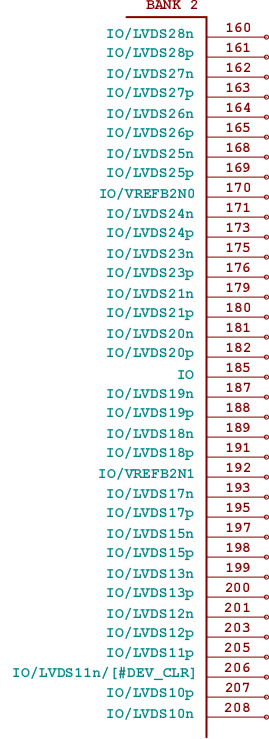 BANK 2
IO/LVDS28n 160
IO/LVDS28p 161
IO/LVDS27n 162
IO/LVDS27p 163
IO/LVDS26n 164
IO/LVDS26p 165
IO/LVDS25n 168
IO/LVDS25p 169
IO/VREFB2N0 170
IO/LVDS24n 171
IO/LVDS24p 173
IO/LVDS23n 175
IO/LVDS23p 176
IO/LVDS21n 179
IO/LVDS21p 180
IO/LVDS20n 181
IO/LVDS20p 182
IO 185
IO/LVDS19n 187
IO/LVDS19p 188
IO/LVDS18n 189
IO/LVDS18p 191
IO/VREFB2N1 192
IO/LVDS17n 193
IO/LVDS17p 195
IO/LVDS15n 197
IO/LVDS15p 198
IO/LVDS13n 199
IO/LVDS13p 200
IO/LVDS12n 201
IO/LVDS12p 203
IO/LVDS11p 205
IO/LVDS11n/[#DEV_CLR] 206
IO/LVDS10p 207
IO/LVDS10n 208